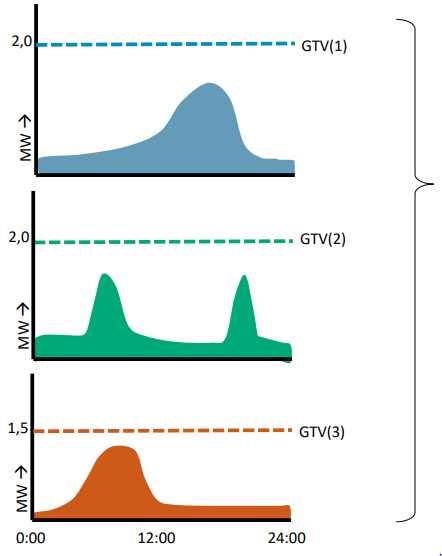 2,0
GTV(1)
MW →
2,0
GTV(2)
MW →
1,5
GTV(3)
MW →
0:00 12:00 24:00